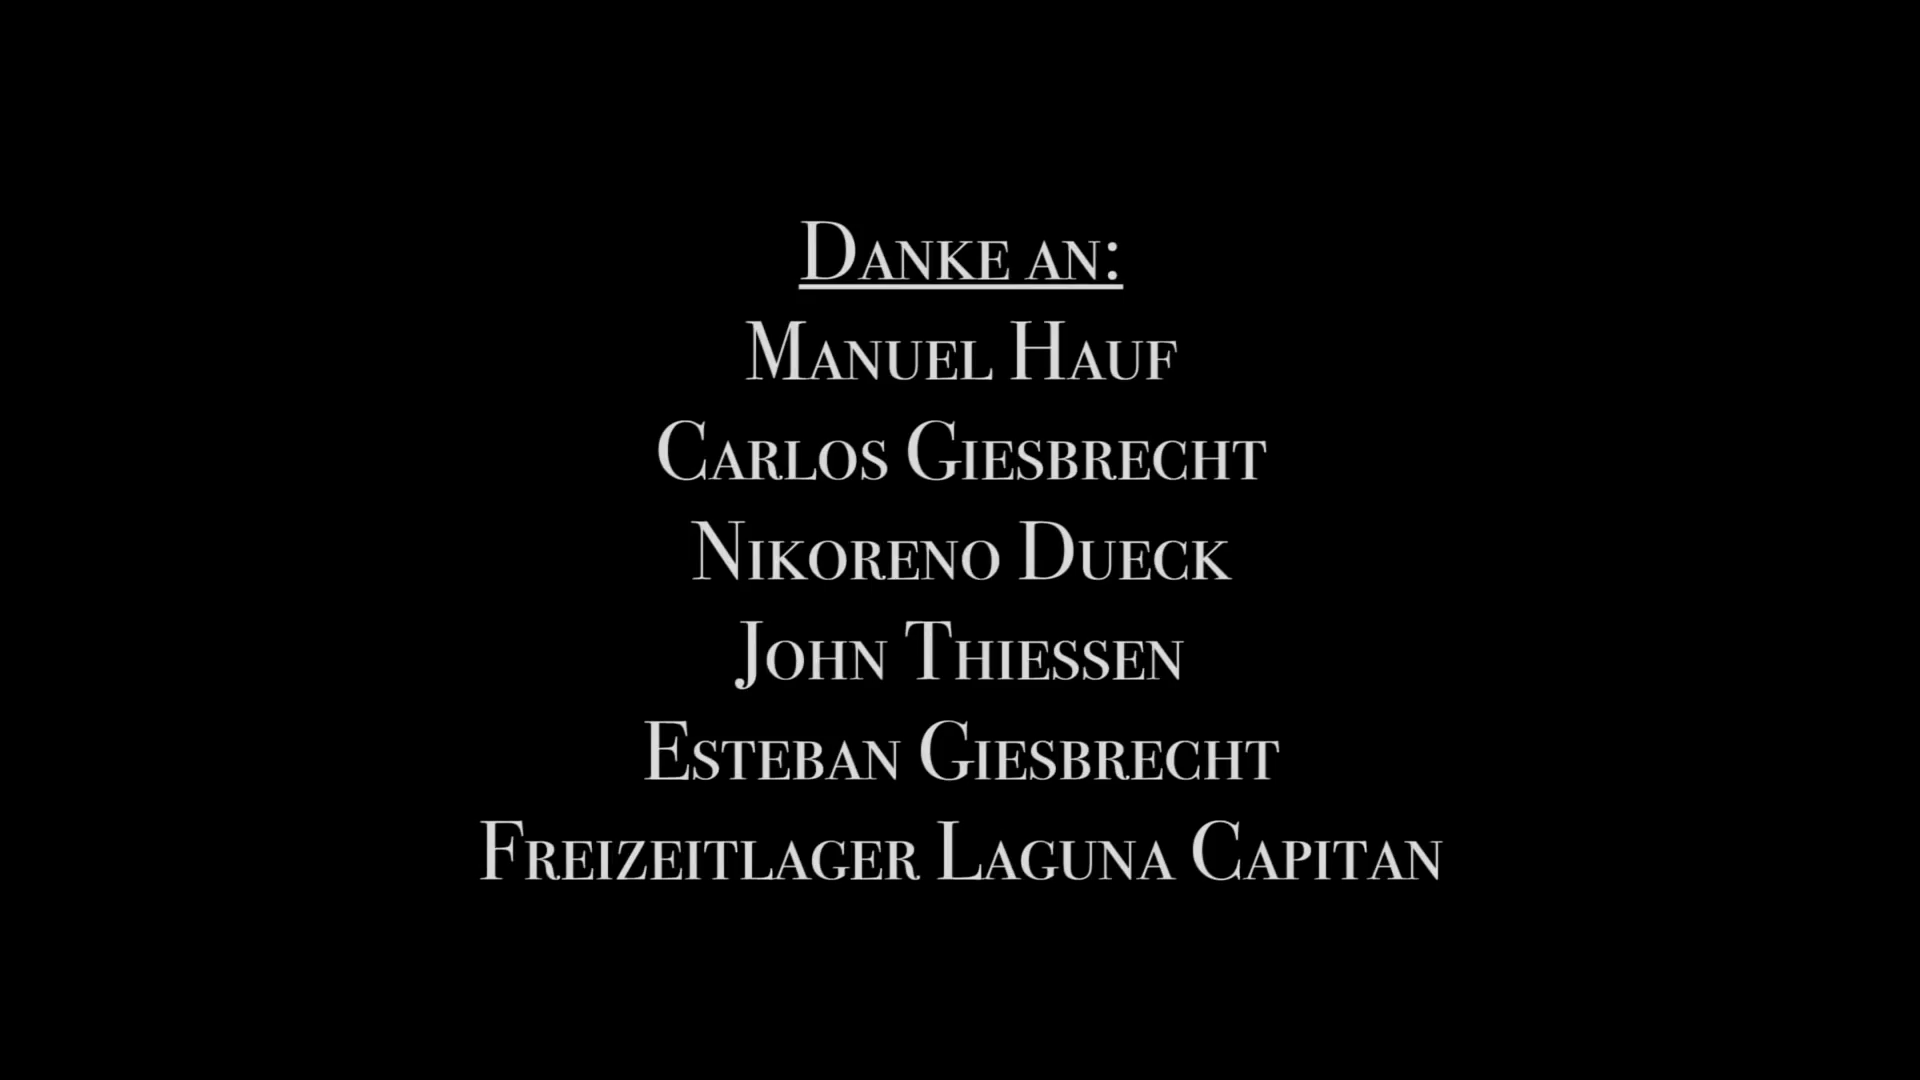 Danke an:
Manuel Hauf
Carlos Giesbrecht
Nikoreno Dueck
John Thiessen
Esteban Giesbrecht
Freizeitlager Laguna Capitan